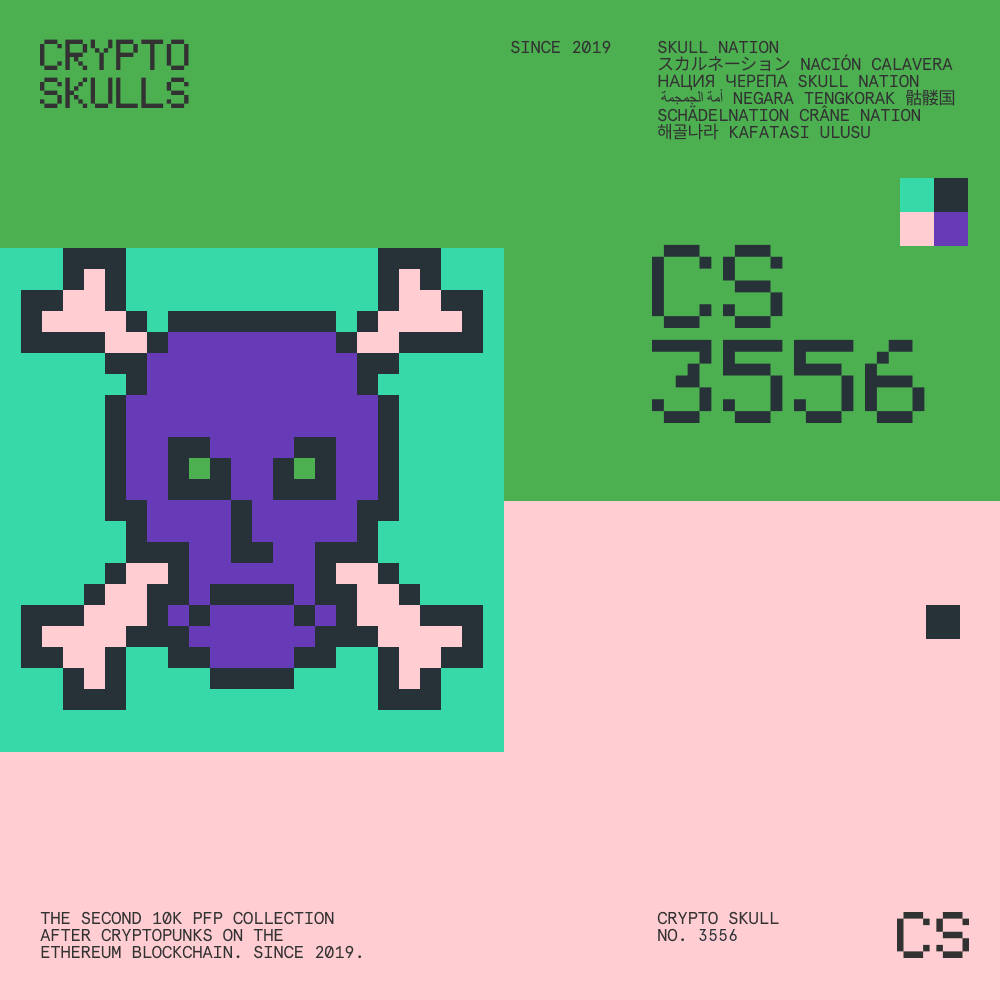 CRYPTO
SKULLS
SINCE 2019
SKULL NATION
スカルネーション NACIÓN CALAVERA
НАЦИЯ ЧЕРЕПА SKULL NATION
أمة الجمجمة NEGARA TENGKORAK 骷髅国
SCHÄDELNATION CRÂNE NATION
해골나라 KAFATASI ULUSU
CS
3556
THE SECOND 10K PFP COLLECTION
AFTER CRYPTOPUNKS ON THE
ETHEREUM BLOCKCHAIN. SINCE 2019.
CRYPTO SKULL
NO. 3556
CS